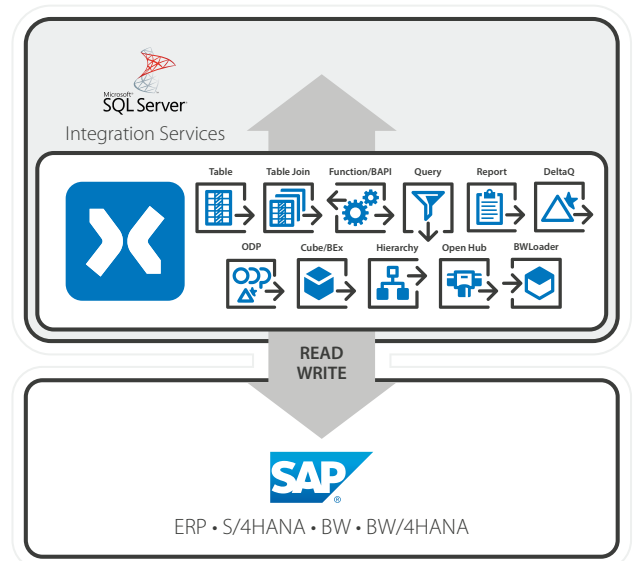 Microsoft®
SQL Server®
Integration Services
Table Table Join Function/BAPI Query Report DeltaQ
ODP Cube/BEx Hierarchy Open Hub BWLoader
ODP
READ
WRITE
SAP®
ERP • S/4HANA • BW • BW/4HANA